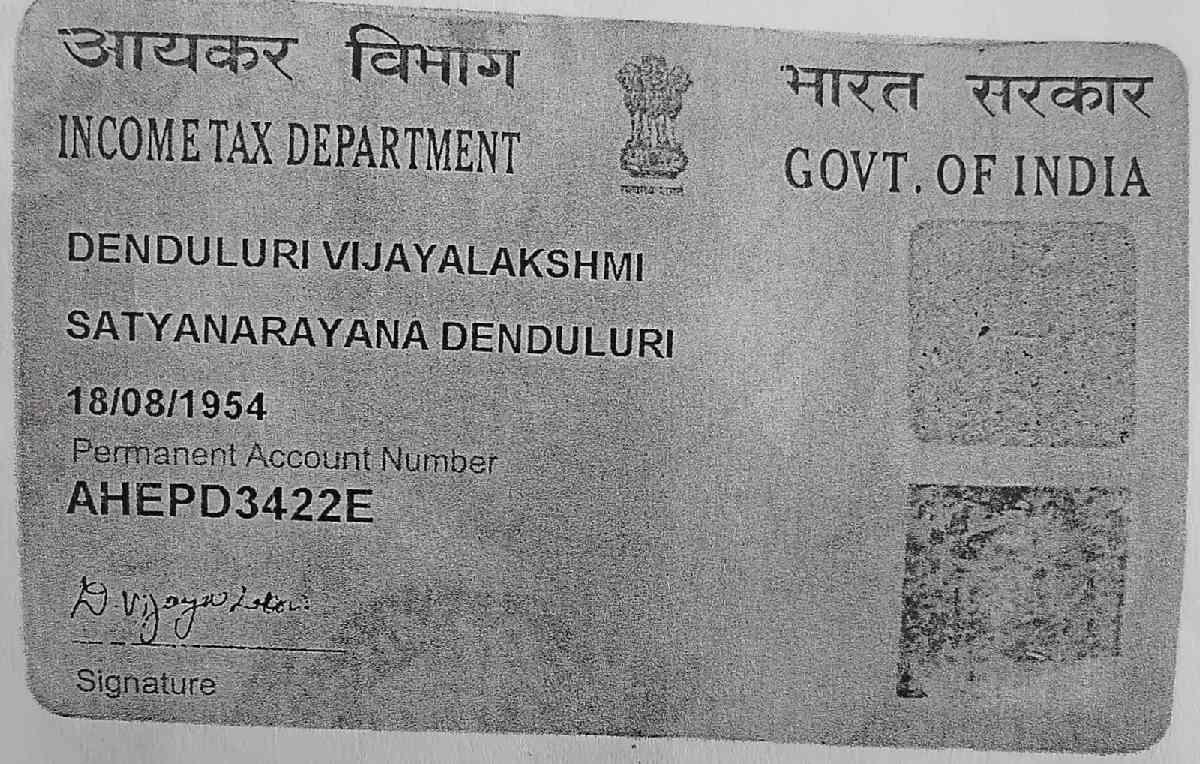 आयकर विभाग
INCOME TAX DEPARTMENT
भारत सरकार
GOVT. OF INDIA
DENDULURI VIJAYALAKSHMI
SATYANARAYANA DENDULURI
18/08/1954
Permanent Account Number
AHEPD3422E
D. Vijaya
Signature